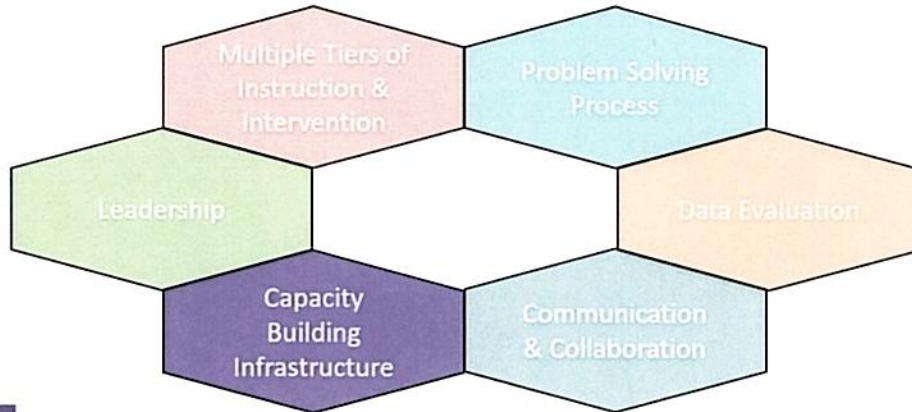 Multiple Tiers of
Instruction &
Intervention
Problem Solving
Process
Leadership
Data Evaluation
Capacity
Building
Infrastructure
Communication
& Collaboration